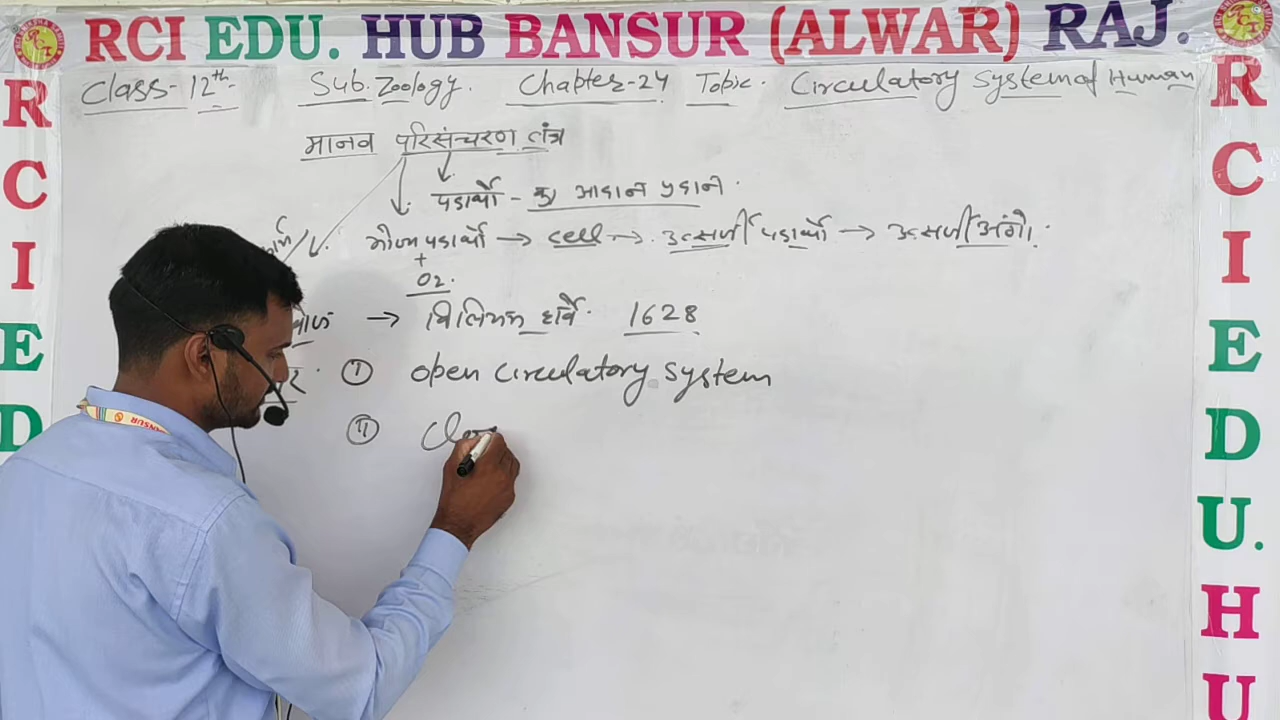 RCI EDU. HUB BANSUR (ALWAR) RAJ.
Class-12th. Sub. Zoology. Chapter-24 Topic. Circulatory System of Human
मानव परिसंचरण तंत्र
पदार्थो - का आदान प्रदान.
भोज्य पदार्थो → cell → उत्सर्जी पदार्थो → उत्सर्जी अंगो.
+
O2.
→ विलियम हार्वे. 1628
① open circulatory system
② Clos
BANSUR
R
C
I
E
D
R
C
I
E
D
U.
H
U